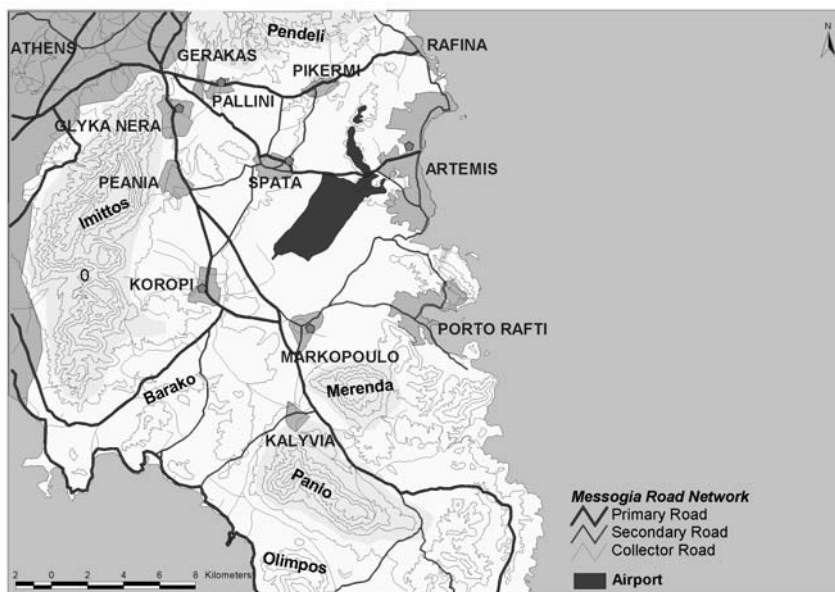 Pendeli
N
ATHENS
RAFINA
GERAKAS
PIKERMI
PALLINI
GLYKA NERA
PEANIA
SPATA
ARTEMIS
Imittos
0
KOROPI
PORTO RAFTI
MARKOPOULO
Barako
Merenda
KALYVIA
Panio
Messogia Road Network
Primary Road
Secondary Road
Collector Road
Olimpos
2 0 2 4 6 8 Kilometers
Airport